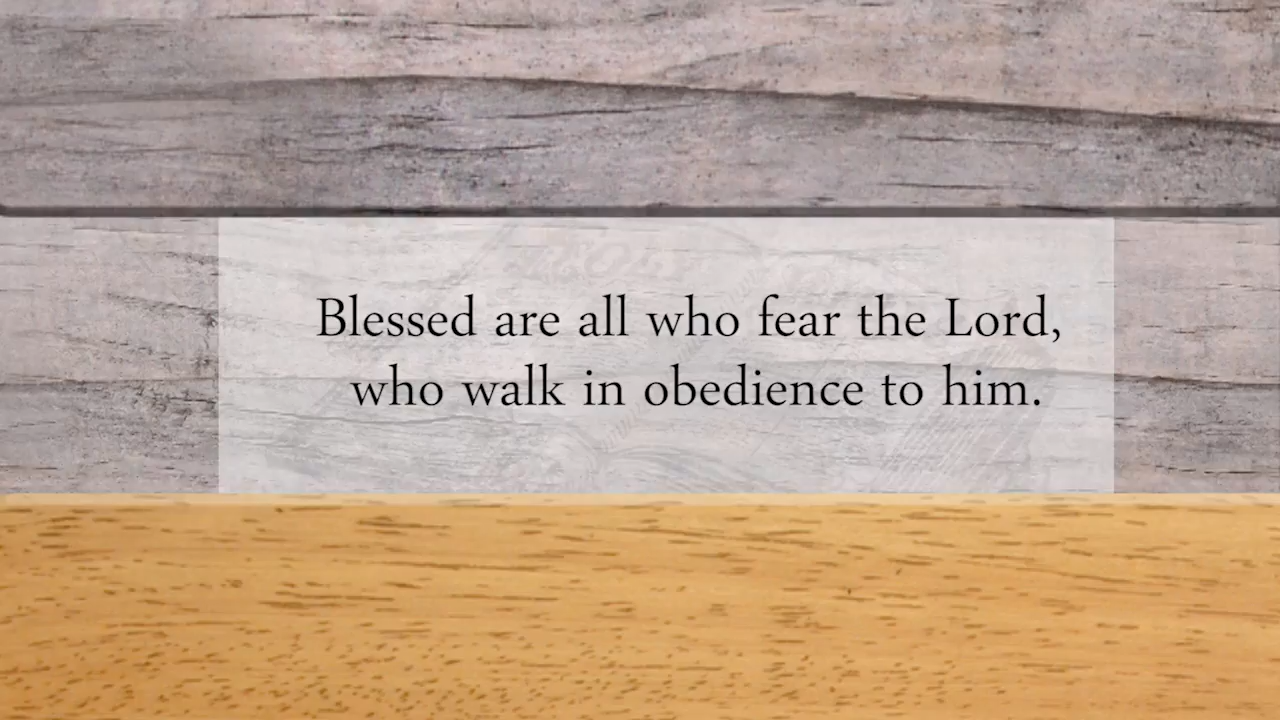 Blessed are all who fear the Lord,
who walk in obedience to him.